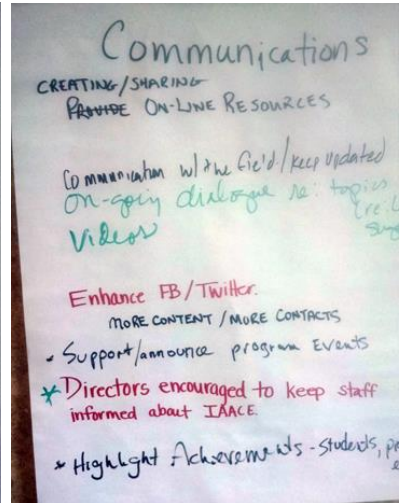 Communications
CREATING/SHARING
PROVIDE ON-LINE RESOURCES
Communication w/the field/keep updated
On-going dialogue re: topics
Videos
Enhance FB/Twitter.
MORE CONTENT/MORE CONTACTS
Support/announce program Events
* Directors encouraged to keep staff
informed about IAACE.
* Highlight Achievements - Students,